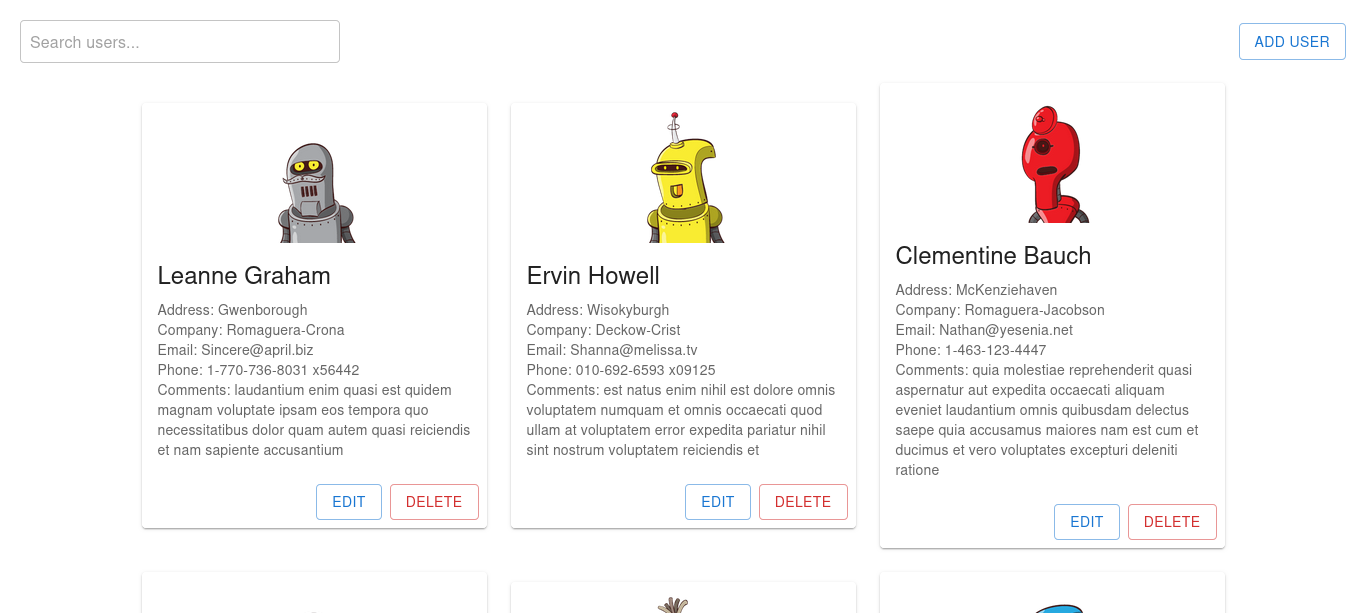 Search users...
ADD USER
Leanne Graham
Address: Gwenborough
Company: Romaguera-Crona
Email: Sincere@april.biz
Phone: 1-770-736-8031 x56442
Comments: laudantium enim quasi est quidem
magnam voluptate ipsam eos tempora quo
necessitatibus dolor quam autem quasi reiciendis
et nam sapiente accusantium
EDIT
DELETE
Ervin Howell
Address: Wisokyburgh
Company: Deckow-Crist
Email: Shanna@melissa.tv
Phone: 010-692-6593 x09125
Comments: est natus enim nihil est dolore omnis
voluptatem numquam et omnis occaecati quod
ullam at voluptatem error expedita pariatur nihil
sint nostrum voluptatem reiciendis et
EDIT
DELETE
Clementine Bauch
Address: McKenziehaven
Company: Romaguera-Jacobson
Email: Nathan@yesenia.net
Phone: 1-463-123-4447
Comments: quia molestiae reprehenderit quasi
aspernatur aut expedita occaecati aliquam
eveniet laudantium omnis quibusdam delectus
saepe quia accusamus maiores nam est cum et
ducimus et vero voluptates excepturi deleniti
ratione
EDIT
DELETE